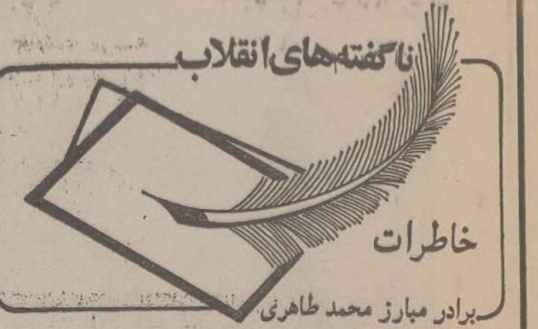 ناگفته‌های انقلاب
خاطرات
برادر مبارز محمد طاهری